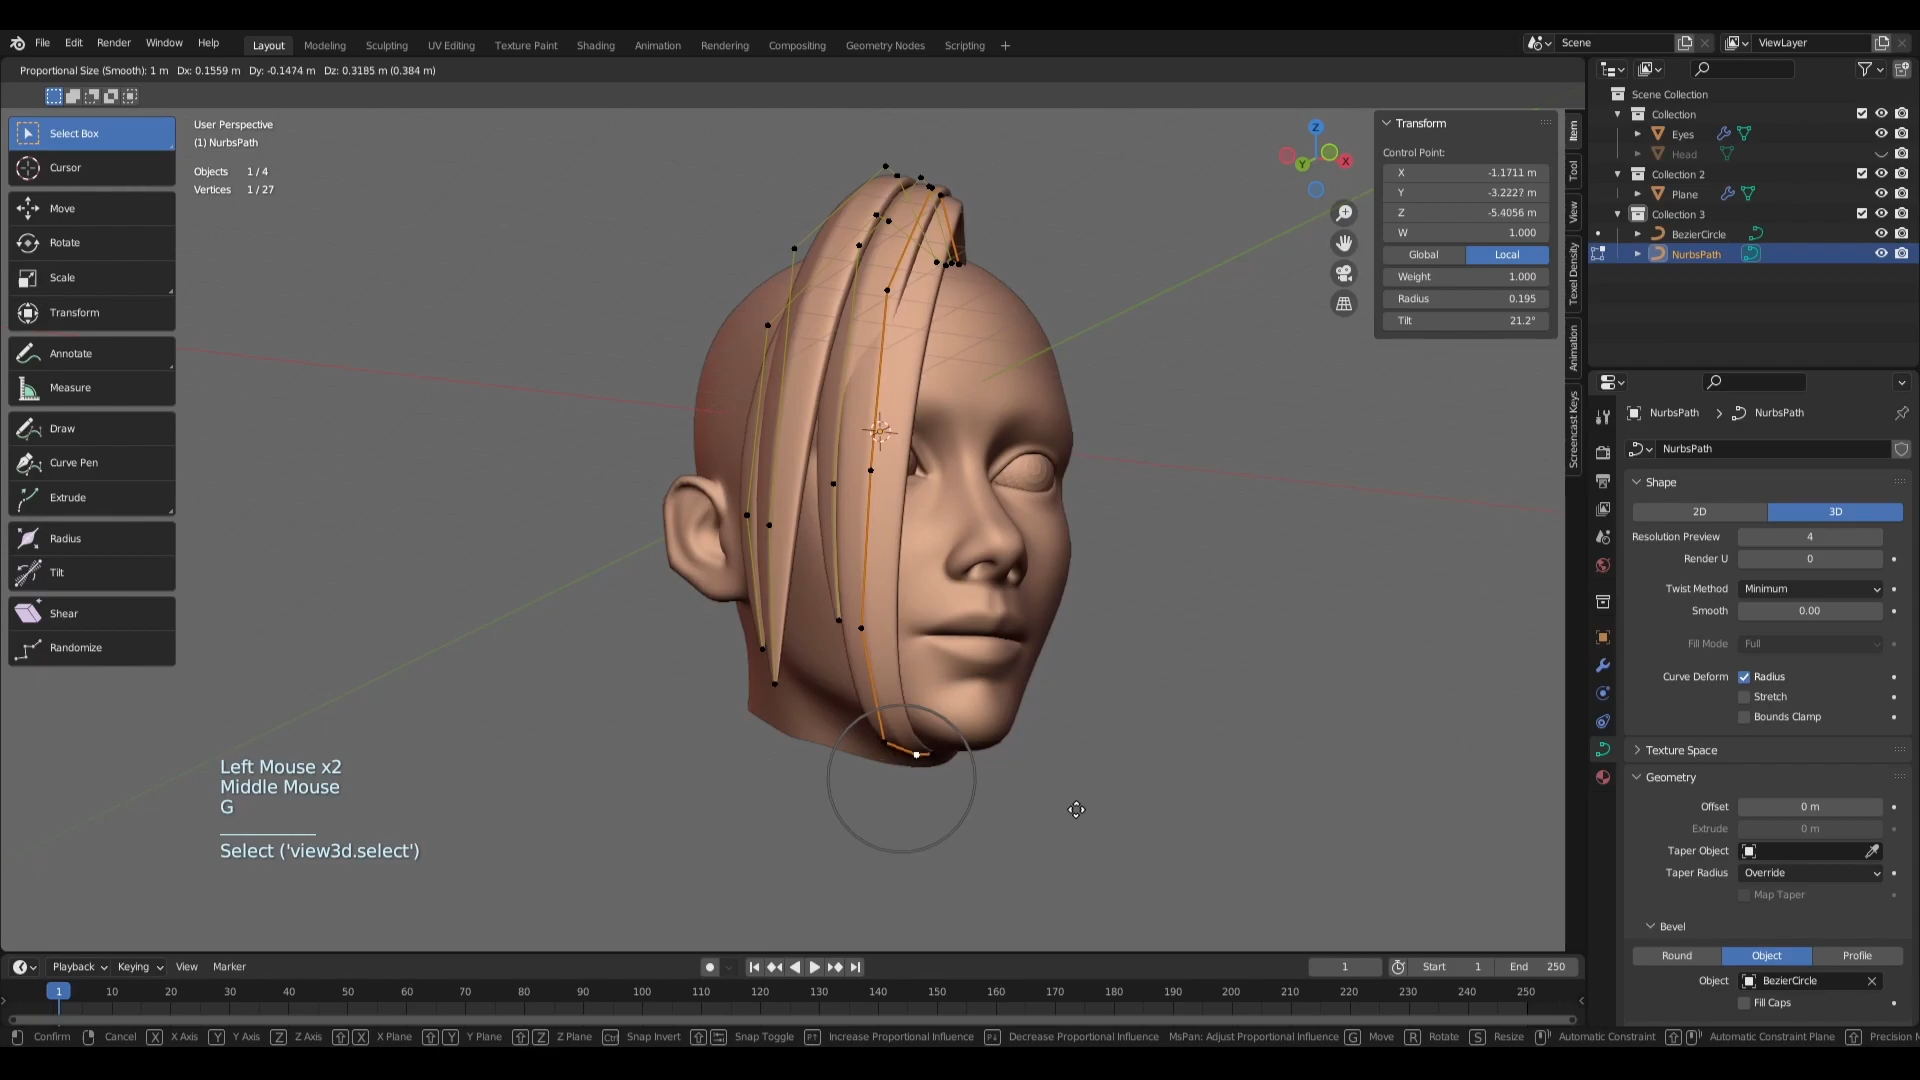 File Edit Render Window Help Layout Modeling Sculpting UV Editing Texture Paint Shading Animation Rendering Compositing Geometry Nodes Scripting + Scene ViewLayer
Proportional Size (Smooth): 1 m Dx: 0.1559 m Dy: -0.1474 m Dz: 0.3185 m (0.384 m)
Select Box
Cursor
Move
Rotate
Scale
Transform
Annotate
Measure
Draw
Curve Pen
Extrude
Radius
Tilt
Shear
Randomize
User Perspective
(1) NurbsPath
Objects 1 / 4
Vertices 1 / 27
Left Mouse x2
Middle Mouse
G
Select ('view3d.select')
Z
X
Y
Transform
Control Point:
X -1.1711 m
Y -3.2227 m
Z -5.4056 m
W 1.000
Global Local
Weight 1.000
Radius 0.195
Tilt 21.2°
Item
Tool
View
Texel Density
Animation
Screencast Keys
Scene Collection
Collection
Eyes
Head
Collection 2
Plane
Collection 3
BezierCircle
NurbsPath
NurbsPath > NurbsPath
NurbsPath
Shape
2D 3D
Resolution Preview 4
Render U 0
Twist Method Minimum
Smooth 0.00
Fill Mode Full
Curve Deform Radius
Stretch
Bounds Clamp
Texture Space
Geometry
Offset 0 m
Extrude 0 m
Taper Object
Taper Radius Override
Map Taper
Bevel
Round Object Profile
Object BezierCircle
Fill Caps
Playback Keying View Marker 1 Start 1 End 250
1 10 20 30 40 50 60 70 80 90 100 110 120 130 140 150 160 170 180 190 200 210 220 230 240 250
Confirm Cancel X X Axis Y Y Axis Z Z Axis X X Plane Y Y Plane Z Z Plane Ctrl Snap Invert Snap Toggle Increase Proportional Influence Decrease Proportional Influence MsPan: Adjust Proportional Influence G Move R Rotate S Resize Automatic Constraint Automatic Constraint Plane Precision M